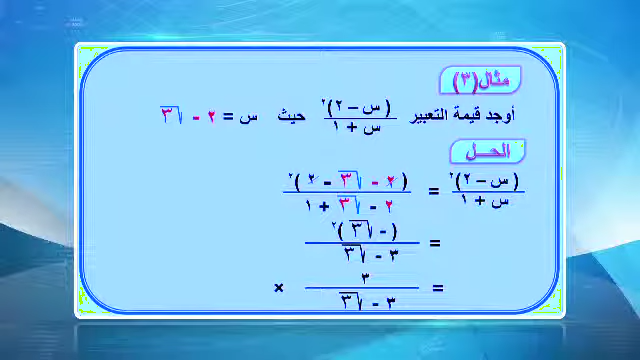 مثال(٣)
أوجد قيمة التعبير (س – ٢)٢ / س + ١ حيث س = ٢ - √٣
الحـــل
(س – ٢)٢ / س + ١ = (٢ - √٣ - ٢)٢ / ٢ - √٣ + ١
= (- √٣)٢ / ٣ - √٣
= ٣ / ٣ - √٣ ×